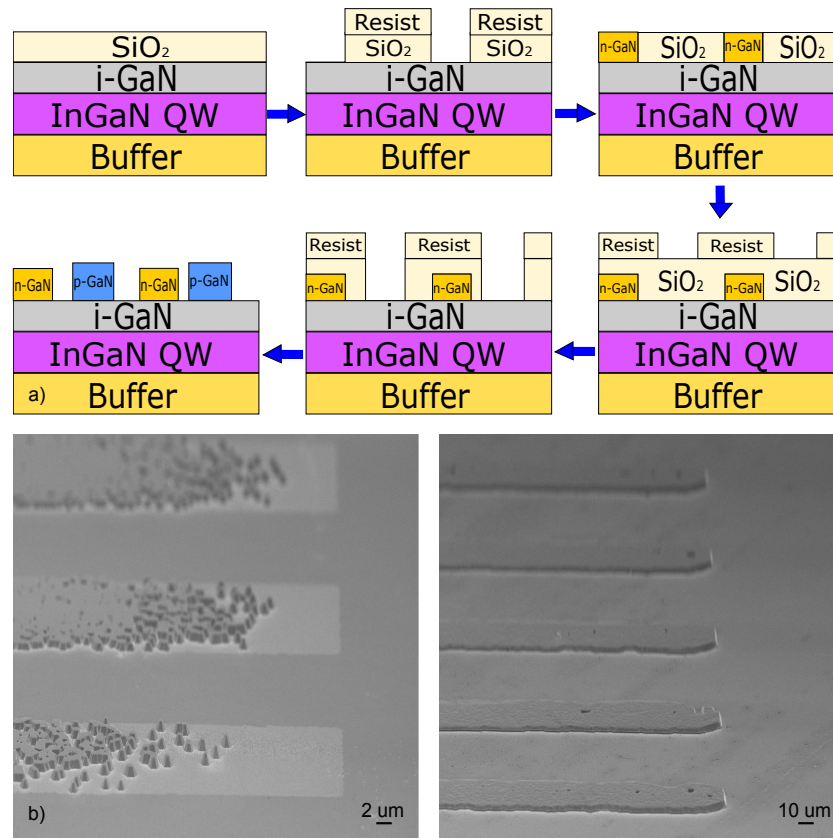 SiO₂
i-GaN
InGaN QW
Buffer
Resist Resist
SiO₂ SiO₂
i-GaN
InGaN QW
Buffer
n-GaN SiO₂ n-GaN SiO₂
i-GaN
InGaN QW
Buffer
Resist Resist
n-GaN SiO₂ n-GaN SiO₂
i-GaN
InGaN QW
Buffer
Resist Resist
n-GaN n-GaN
i-GaN
InGaN QW
Buffer
n-GaN p-GaN n-GaN p-GaN
i-GaN
InGaN QW
a) Buffer
b) 2 um
10 um